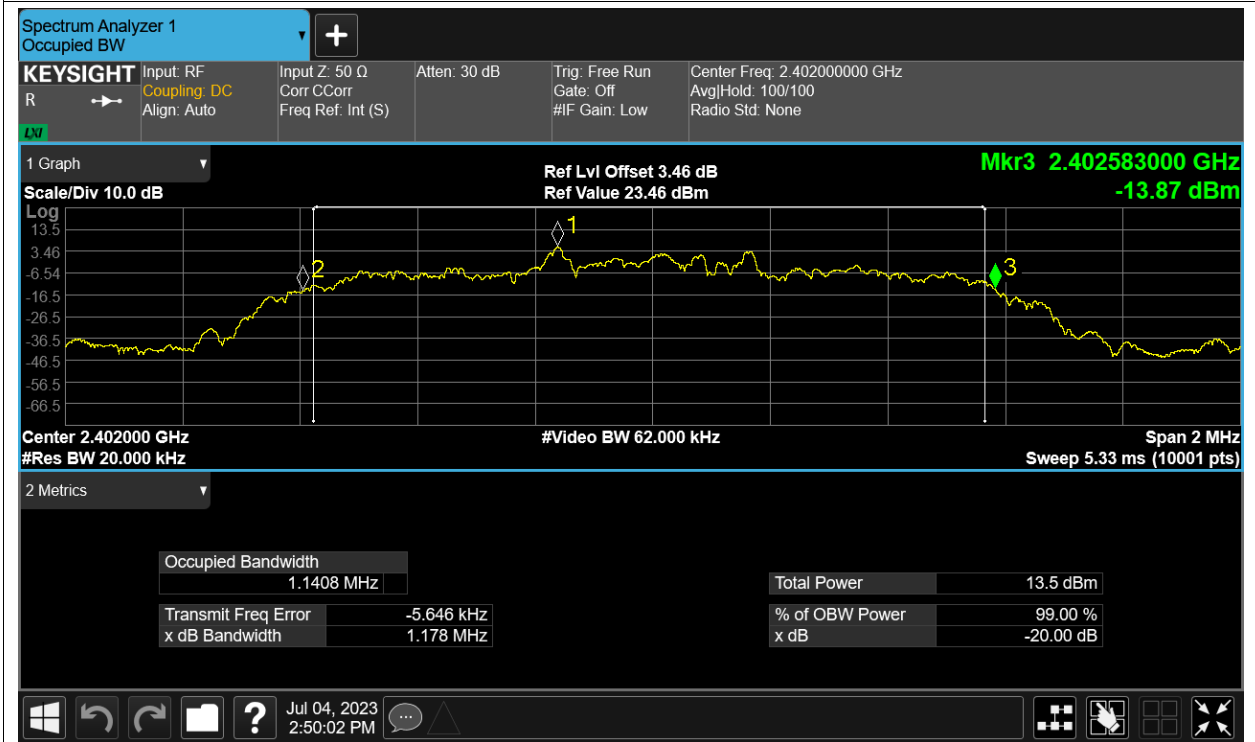 Spectrum Analyzer 1
Occupied BW
KEYSIGHT
R
LXI
Input: RF
Coupling: DC
Align: Auto
Input Z: 50 Ω
Corr CCorr
Freq Ref: Int (S)
Atten: 30 dB
Trig: Free Run
Gate: Off
#IF Gain: Low
Center Freq: 2.402000000 GHz
Avg|Hold: 100/100
Radio Std: None
1 Graph
Scale/Div 10.0 dB
Ref Lvl Offset 3.46 dB
Ref Value 23.46 dBm
Mkr3 2.402583000 GHz
-13.87 dBm
Log
13.5
3.46
-6.54
-16.5
-26.5
-36.5
-46.5
-56.5
-66.5
1
2
3
Center 2.402000 GHz
#Res BW 20.000 kHz
#Video BW 62.000 kHz
Span 2 MHz
Sweep 5.33 ms (10001 pts)
2 Metrics
Occupied Bandwidth
1.1408 MHz
Transmit Freq Error -5.646 kHz
x dB Bandwidth 1.178 MHz
Total Power 13.5 dBm
% of OBW Power 99.00 %
x dB -20.00 dB
?
Jul 04, 2023
2:50:02 PM